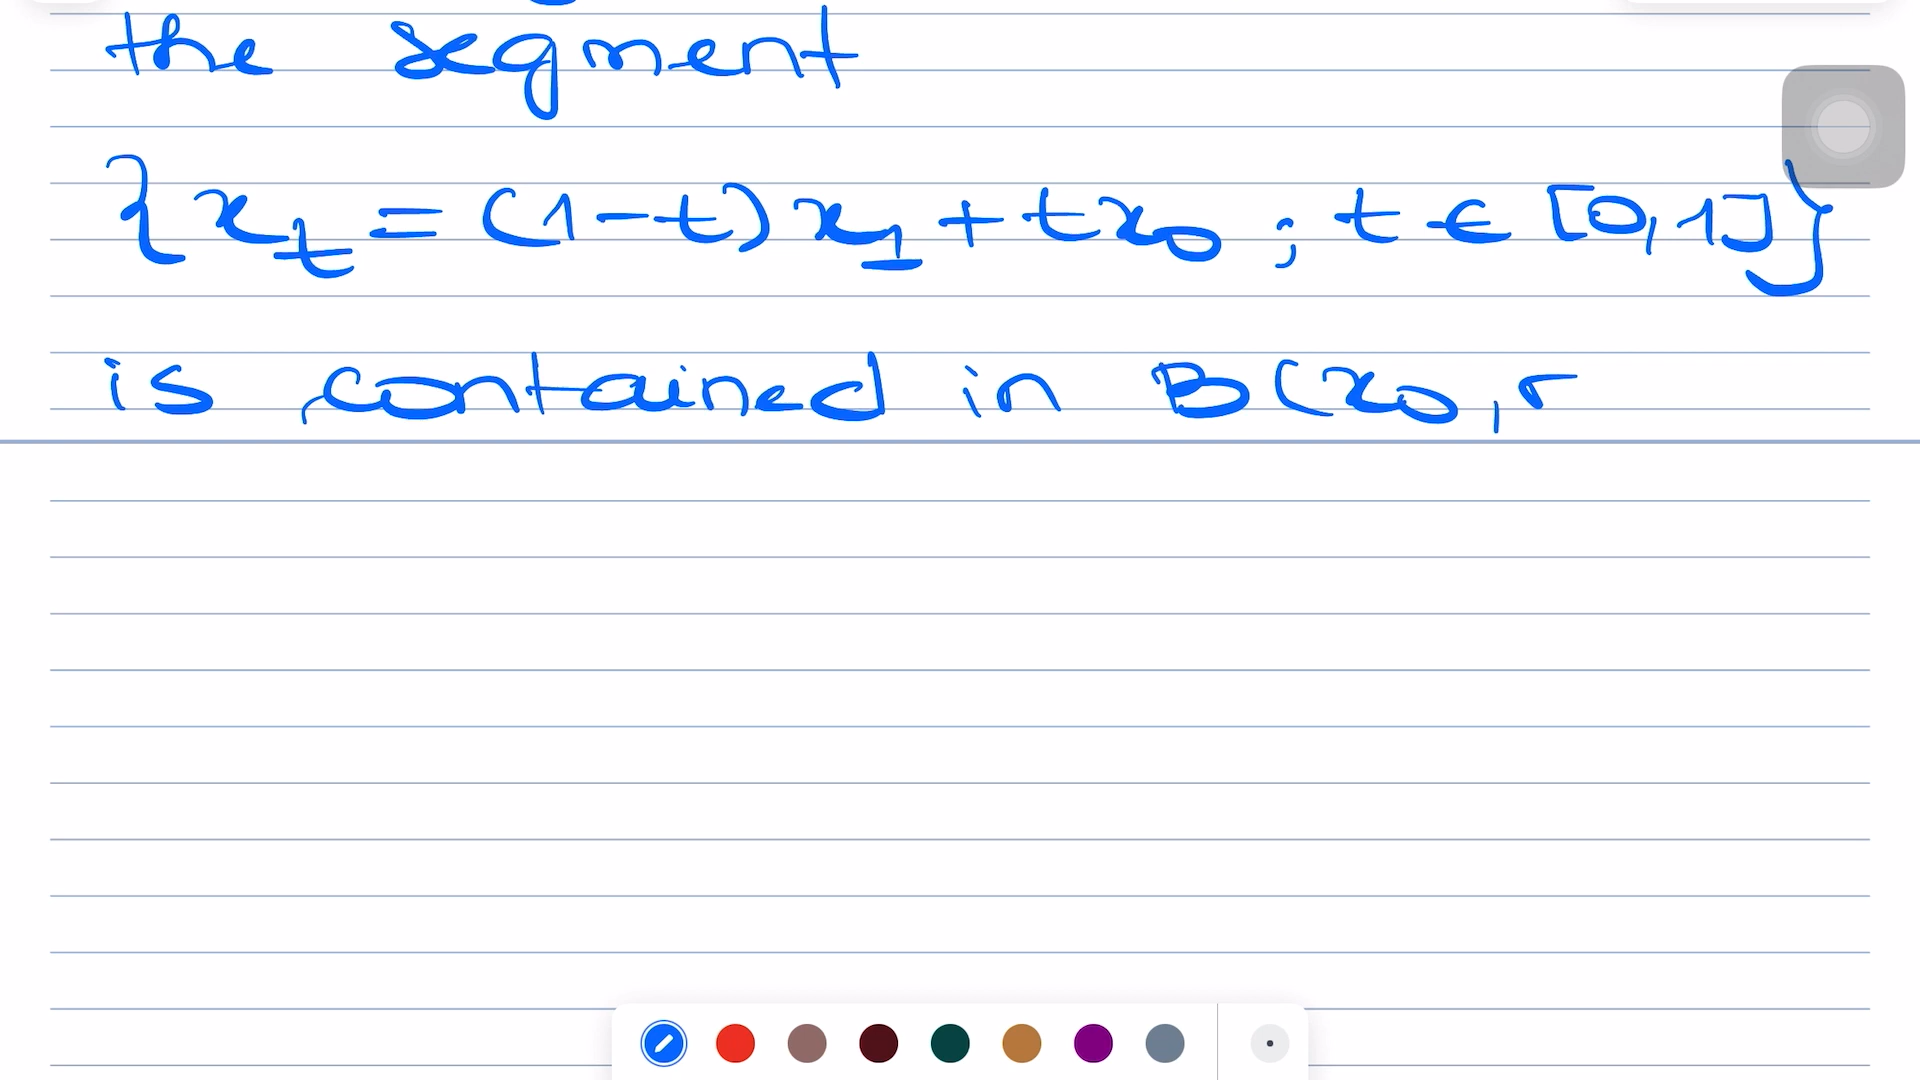 the segment
{x_t = (1-t)x_1 + tx_0 ; t ∈ [0,1]}
is contained in B(x_0, r